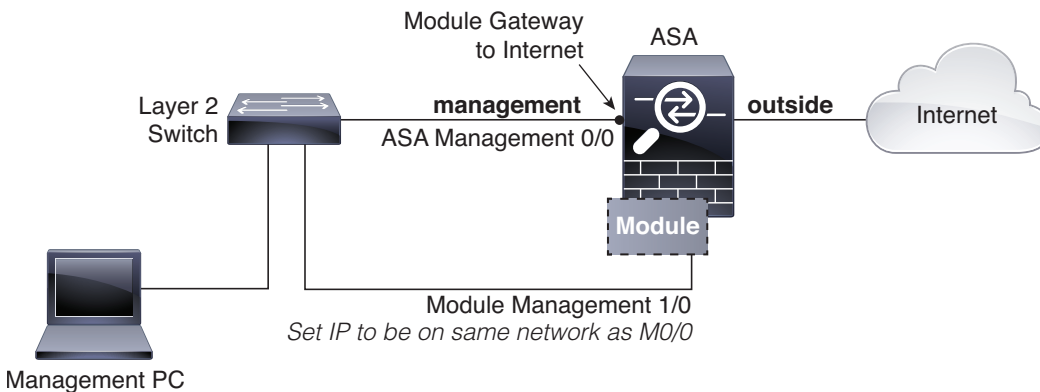 Module Gateway
to Internet
ASA
Layer 2
Switch
management
ASA Management 0/0
outside
Internet
Module
Module Management 1/0
Set IP to be on same network as M0/0
Management PC